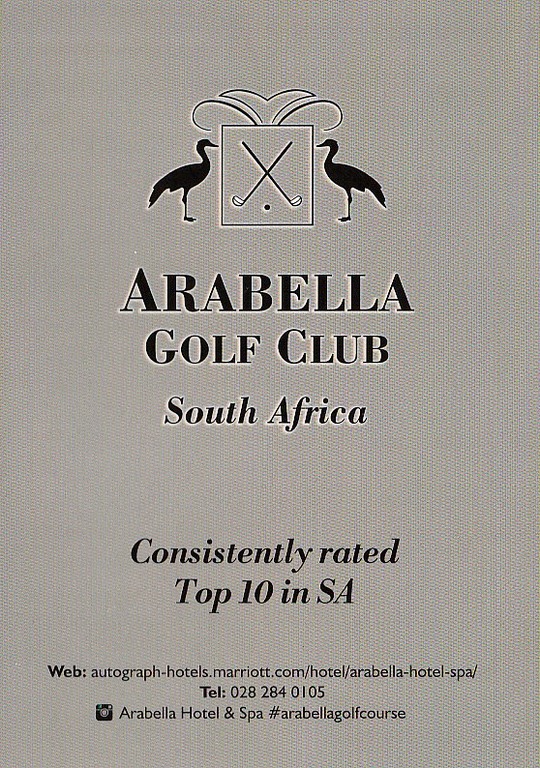 ARABELLA
GOLF CLUB
South Africa
Consistently rated
Top 10 in SA
Web: autograph-hotels.marriott.com/hotel/arabella-hotel-spa/
Tel: 028 284 0105
Arabella Hotel & Spa #arabellagolfcourse